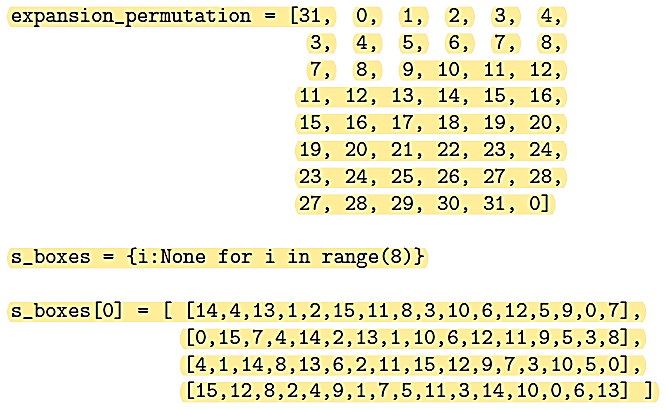 expansion_permutation = [31, 0, 1, 2, 3, 4,
3, 4, 5, 6, 7, 8,
7, 8, 9, 10, 11, 12,
11, 12, 13, 14, 15, 16,
15, 16, 17, 18, 19, 20,
19, 20, 21, 22, 23, 24,
23, 24, 25, 26, 27, 28,
27, 28, 29, 30, 31, 0]
s_boxes = {i:None for i in range(8)}
s_boxes[0] = [ [14,4,13,1,2,15,11,8,3,10,6,12,5,9,0,7],
[0,15,7,4,14,2,13,1,10,6,12,11,9,5,3,8],
[4,1,14,8,13,6,2,11,15,12,9,7,3,10,5,0],
[15,12,8,2,4,9,1,7,5,11,3,14,10,0,6,13] ]